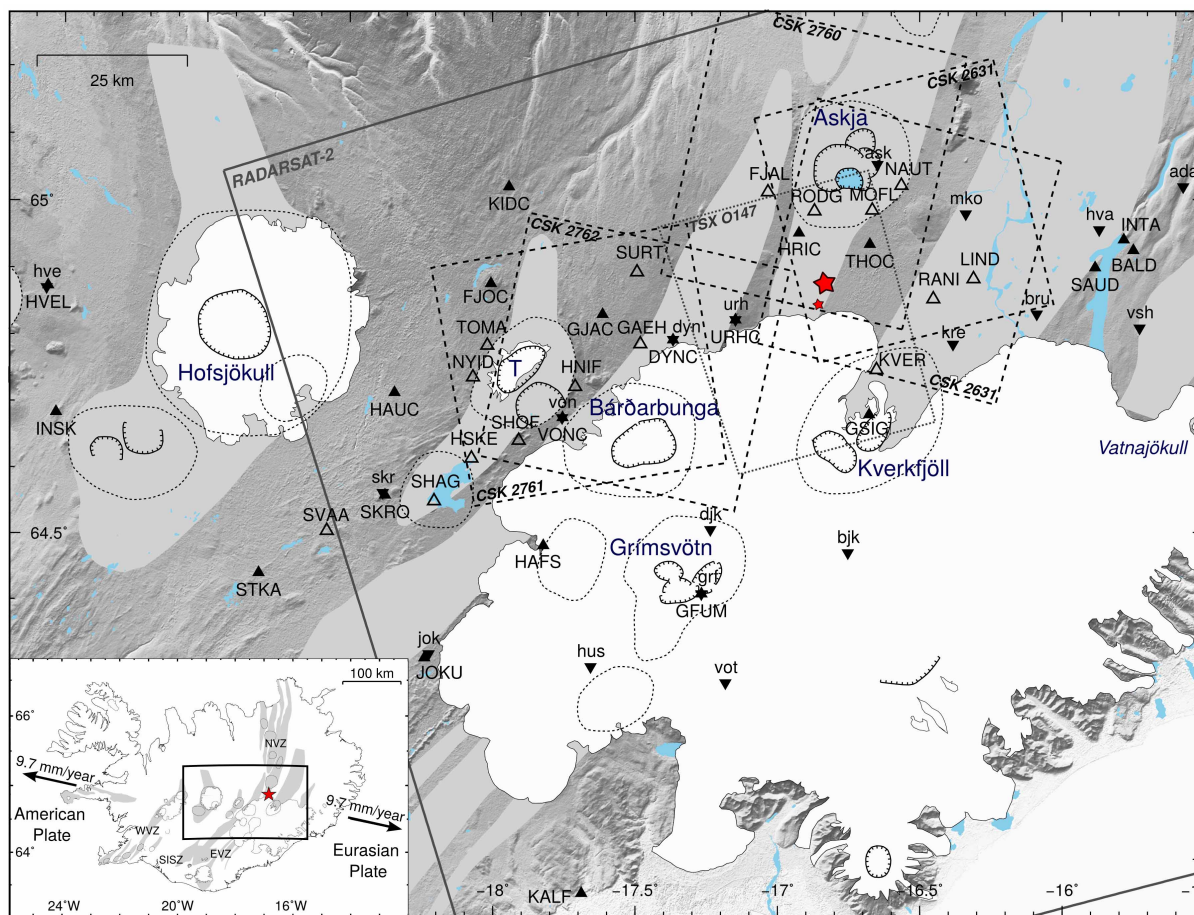 CSK 2760
25 km
CSK 2631
Askja
ask
ada
RADARSAT-2
FJAL
NAUT
KIDC
RODG
MOFL
mko
TSX O147
hva
INTA
CSK 2762
SURT
HRIC
THOC
BALD
65°
hve
HVEL
FJOC
RANI
LIND
SAUD
TOMA
GJAC
GAEH
dyn
urh
URHC
bru
vsh
DYNC
kre
NYID
T
HNIF
KVER
CSK 2631
Hofsjökull
HAUC
von
Bárðarbunga
INSK
SHOF
VONC
GSIG
HSKE
Vatnajökull
Kverkfjöll
skr
SHAG
CSK 2761
SKRO
SVAA
64.5°
djk
bjk
HAFS
Grímsvötn
STKA
grf
GFUM
jok
JOKU
hus
vot
100 km
66°
NVZ
9.7 mm/year
American
Plate
9.7 mm/year
WVZ
SISZ
EVZ
Eurasian
Plate
64°
24°W
20°W
16°W
KALF
−18°
−17.5°
−17°
−16.5°
−16°